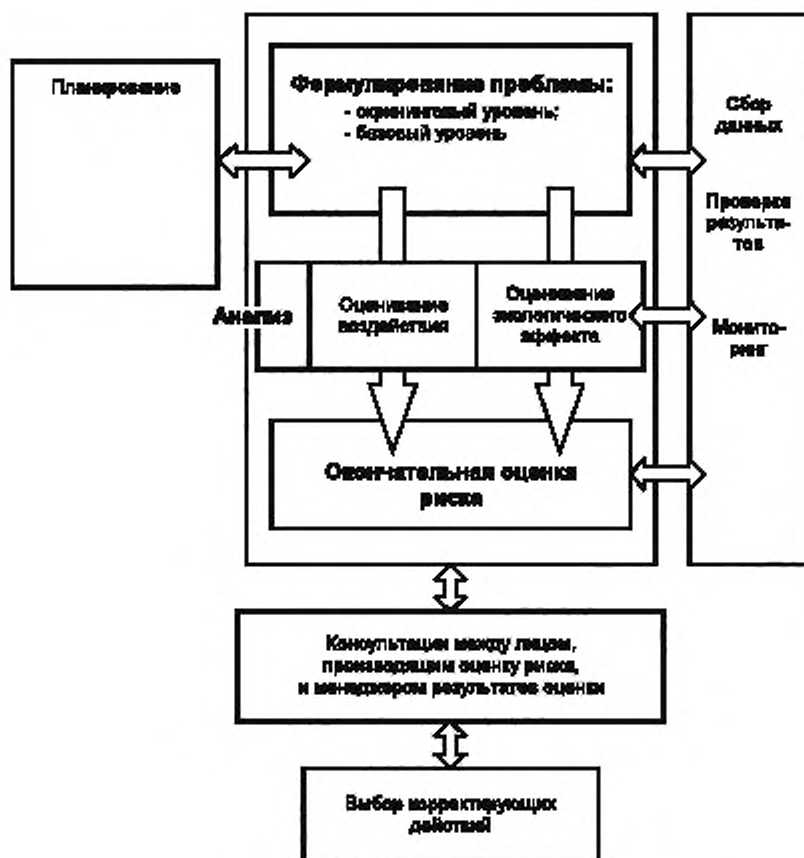 Планирование
Формулирование проблемы:
- скрининговый уровень;
- базовый уровень
Сбор
данных
Проверка
результа-
тов
Монито-
ринг
Анализ
Оценивание
воздействия
Оценивание
экологического
эффекта
Окончательная оценка
риска
Консультации между лицом,
производящим оценку риска,
и менеджером результатов оценки
Выбор корректирующих
действий